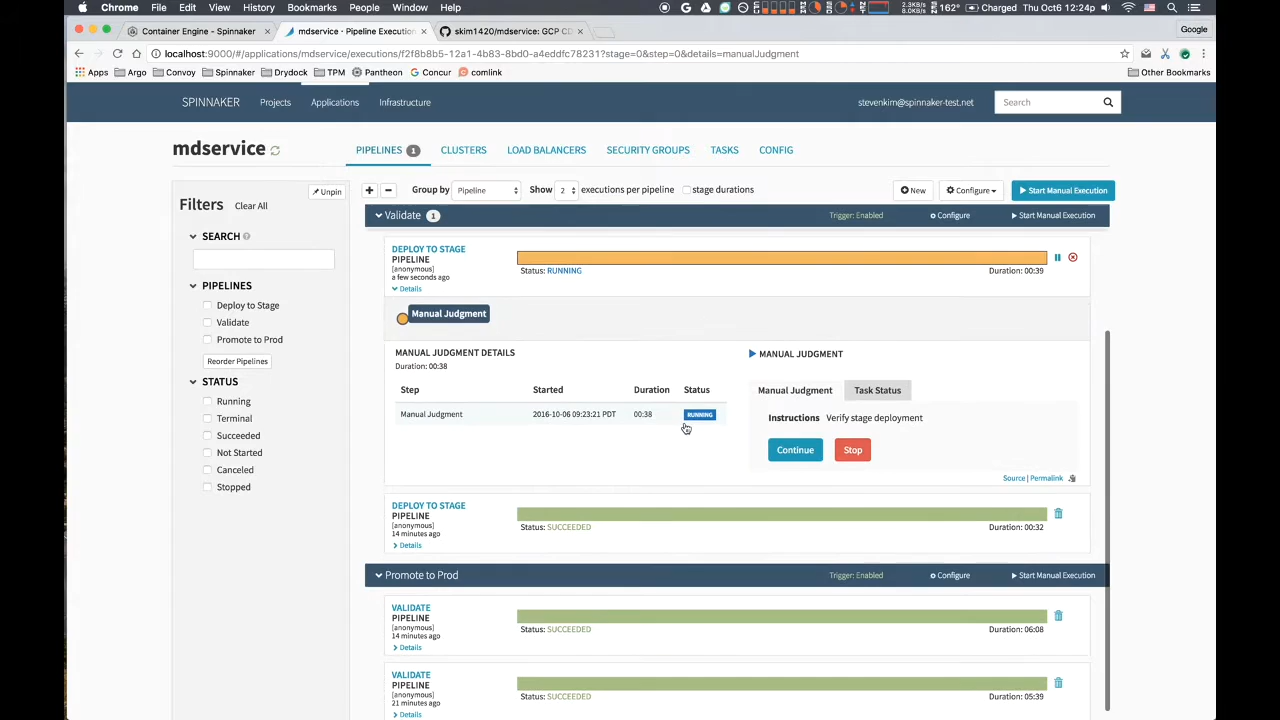 Chrome File Edit View History Bookmarks People Window Help
2.3KB/s
8.0KB/s
162° Charged Thu Oct6 12:24p
Container Engine - Spinnaker
mdservice · Pipeline Execution
skim1420/mdservice: GCP CD
Google
localhost:9000/#/applications/mdservice/executions/f2f8b8b5-12a1-4b83-8bd0-a4eddfc78231?stage=0&step=0&details=manualJudgment
Apps Argo Convoy Spinnaker Drydock TPM Pantheon Concur comlink Other Bookmarks
SPINNAKER Projects Applications Infrastructure stevenkim@spinnaker-test.net Search
mdservice PIPELINES 1 CLUSTERS LOAD BALANCERS SECURITY GROUPS TASKS CONFIG
Unpin
Filters Clear All
SEARCH
PIPELINES
Deploy to Stage
Validate
Promote to Prod
Reorder Pipelines
STATUS
Running
Terminal
Succeeded
Not Started
Canceled
Stopped
Group by Pipeline Show 2 executions per pipeline stage durations New Configure Start Manual Execution
Validate 1 Trigger: Enabled Configure Start Manual Execution
DEPLOY TO STAGE
PIPELINE
[anonymous]
a few seconds ago
Details
Status: RUNNING Duration: 00:39
Manual Judgment
MANUAL JUDGMENT DETAILS
Duration: 00:38
Step Started Duration Status
Manual Judgment 2016-10-06 09:23:21 PDT 00:38 RUNNING
MANUAL JUDGMENT
Manual Judgment Task Status
Instructions Verify stage deployment
Continue Stop
Source | Permalink
DEPLOY TO STAGE
PIPELINE
[anonymous]
14 minutes ago
Details
Status: SUCCEEDED Duration: 00:32
Promote to Prod Trigger: Enabled Configure Start Manual Execution
VALIDATE
PIPELINE
[anonymous]
14 minutes ago
Details
Status: SUCCEEDED Duration: 06:08
VALIDATE
PIPELINE
[anonymous]
21 minutes ago
Details
Status: SUCCEEDED Duration: 05:39